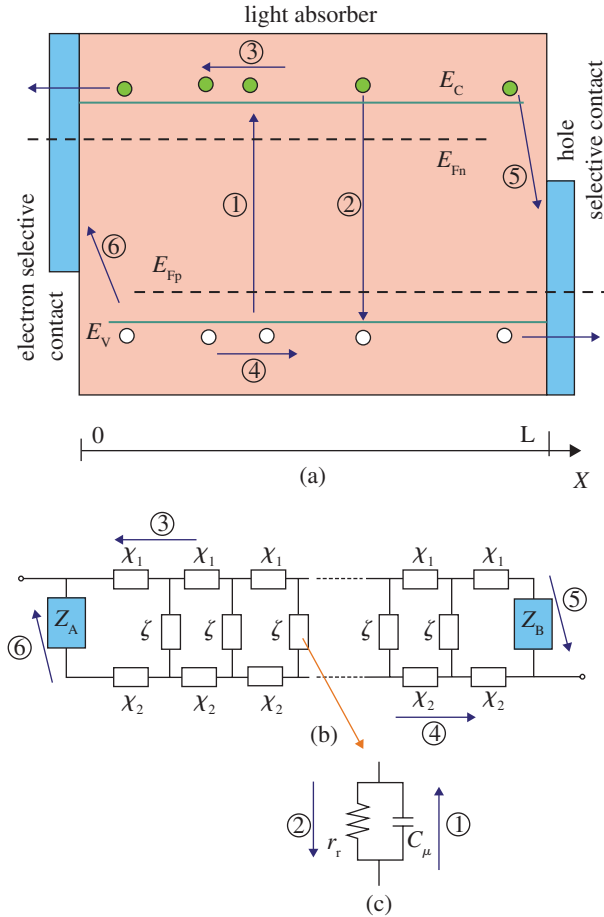 light absorber
③
E_C
E_Fn
hole
selective contact
⑤
①
②
⑥
electron selective
contact
E_Fp
E_V
④
0
L
X
(a)
③
χ_1
χ_1
χ_1
χ_1
χ_1
Z_A
ζ
ζ
ζ
ζ
ζ
Z_B
⑤
⑥
χ_2
χ_2
χ_2
χ_2
χ_2
④
(b)
②
r_r
C_μ
①
(c)